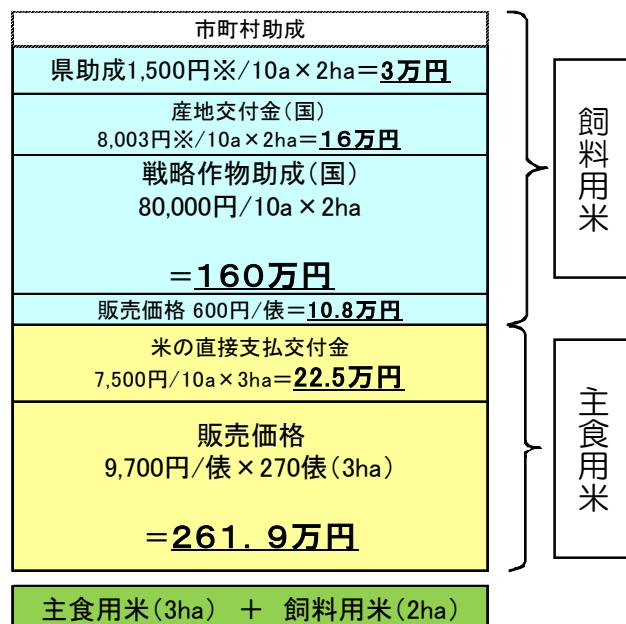 市町村助成
県助成1,500円※/10a×2ha=3万円
産地交付金(国)
8,003円※/10a×2ha=16万円
戦略作物助成(国)
80,000円/10a×2ha
=160万円
販売価格 600円/俵=10.8万円
飼料用米
米の直接支払交付金
7,500円/10a×3ha=22.5万円
販売価格
9,700円/俵×270俵(3ha)
=261.9万円
主食用米
主食用米(3ha) + 飼料用米(2ha)